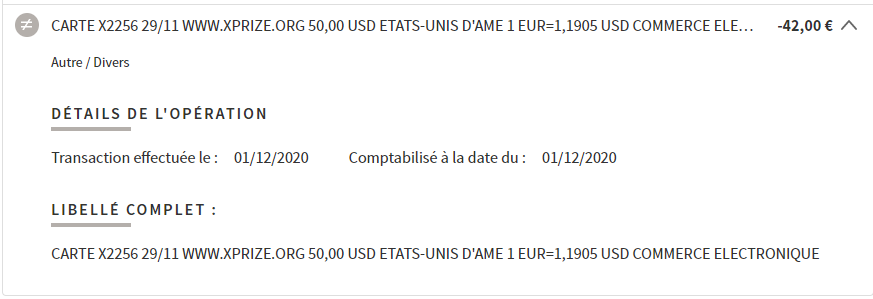 CARTE X2256 29/11 WWW.XPRIZE.ORG 50,00 USD ETATS-UNIS D'AME 1 EUR=1,1905 USD COMMERCE ELE... -42,00 €
Autre / Divers
DÉTAILS DE L'OPÉRATION
Transaction effectuée le : 01/12/2020 Comptabilisé à la date du : 01/12/2020
LIBELLÉ COMPLET :
CARTE X2256 29/11 WWW.XPRIZE.ORG 50,00 USD ETATS-UNIS D'AME 1 EUR=1,1905 USD COMMERCE ELECTRONIQUE